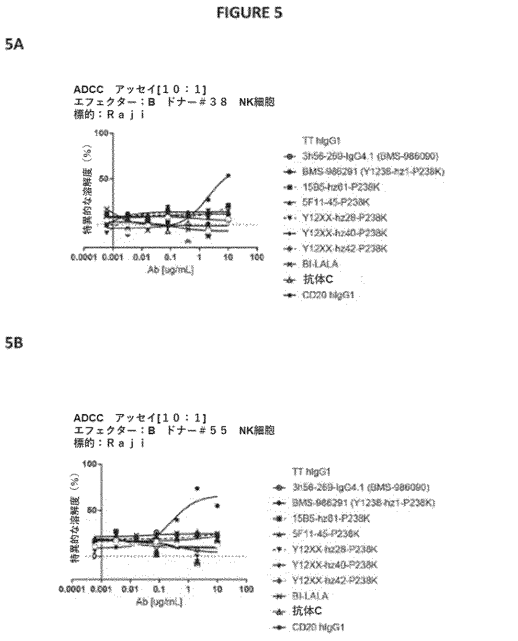 FIGURE 5
5A
ADCC アッセイ[10:1]
エフェクター:B ドナー#38 NK細胞
標的:Raji
特異的な溶解度 (%)
100
50
0
0.0001 0.001 0.01 0.1 1 10 100
Ab [ug/mL]
TT hIgG1
3h56-269-IgG4.1 (BMS-986090)
BMS-986291 (Y1238-hz1-P238K)
15B5-hz61-P238K
5F11-45-P238K
Y12XX-hz28-P238K
Y12XX-hz40-P238K
Y12XX-hz42-P238K
BI-LALA
抗体C
CD20 hIgG1
5B
ADCC アッセイ[10:1]
エフェクター:B ドナー#55 NK細胞
標的:Raji
特異的な溶解度 (%)
100
50
0
0.0001 0.001 0.01 0.1 1 10 100
Ab [ug/mL]
TT hIgG1
3h56-269-IgG4.1 (BMS-986090)
BMS-986291 (Y1238-hz1-P238K)
15B5-hz61-P238K
5F11-45-P238K
Y12XX-hz28-P238K
Y12XX-hz40-P238K
Y12XX-hz42-P238K
BI-LALA
抗体C
CD20 hIgG1